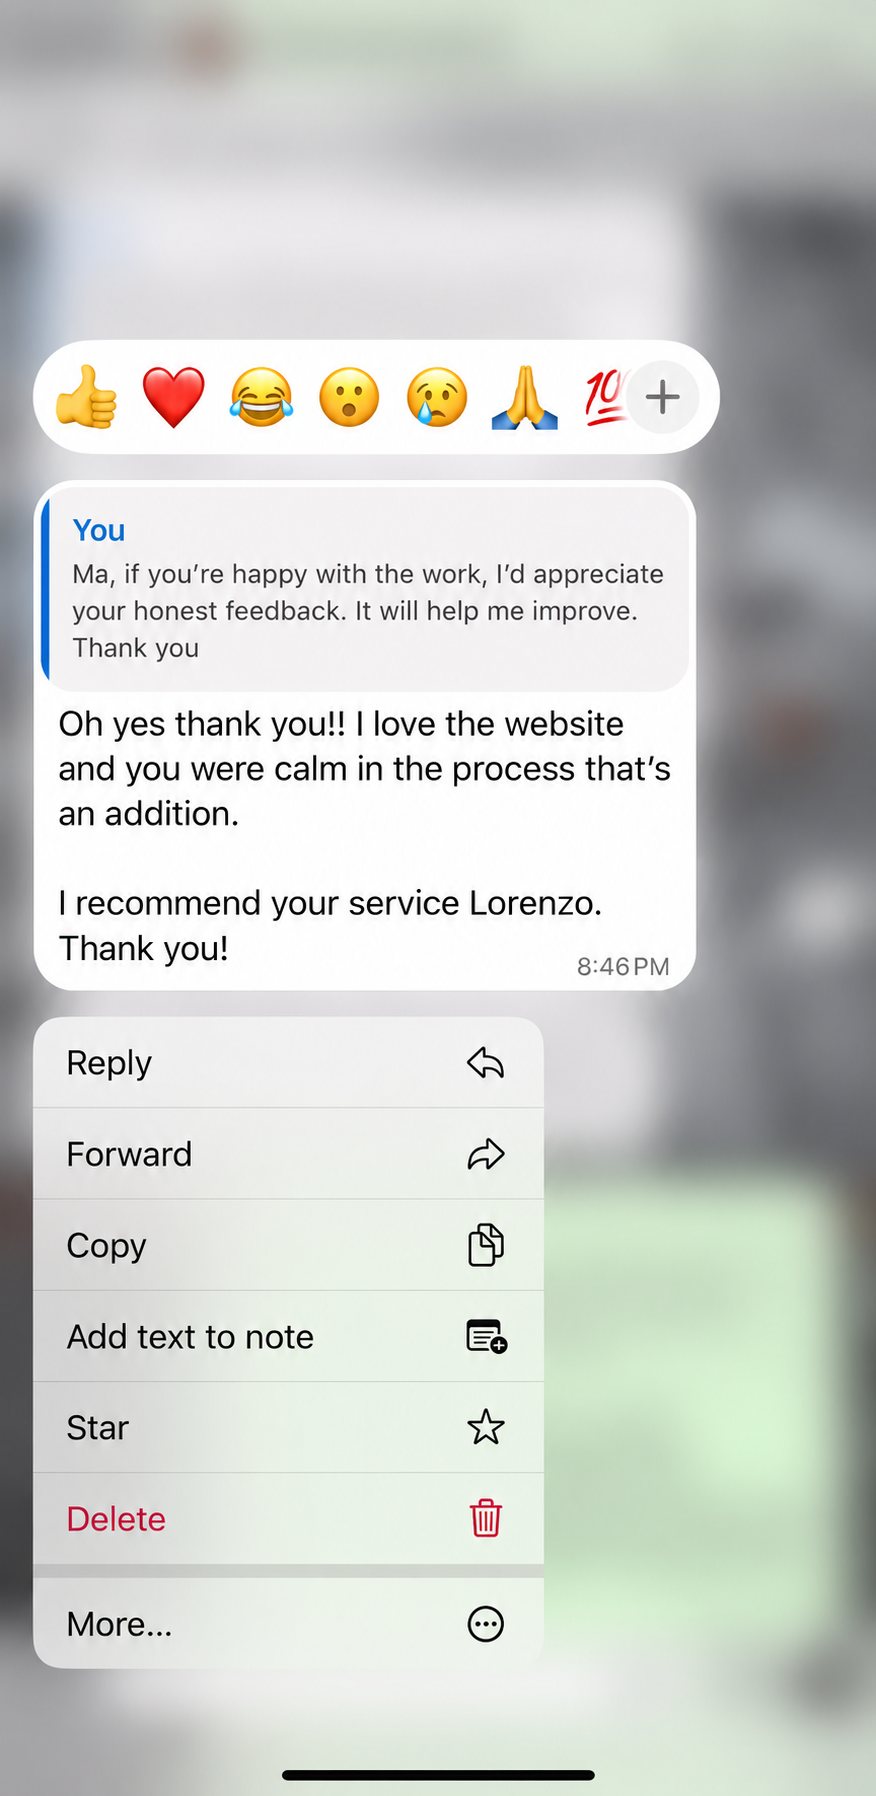 You
Ma, if you’re happy with the work, I’d appreciate
your honest feedback. It will help me improve.
Thank you
Oh yes thank you!! I love the website
and you were calm in the process that’s
an addition.
I recommend your service Lorenzo.
Thank you!
8:46 PM
Reply
Forward
Copy
Add text to note
Star
Delete
More...